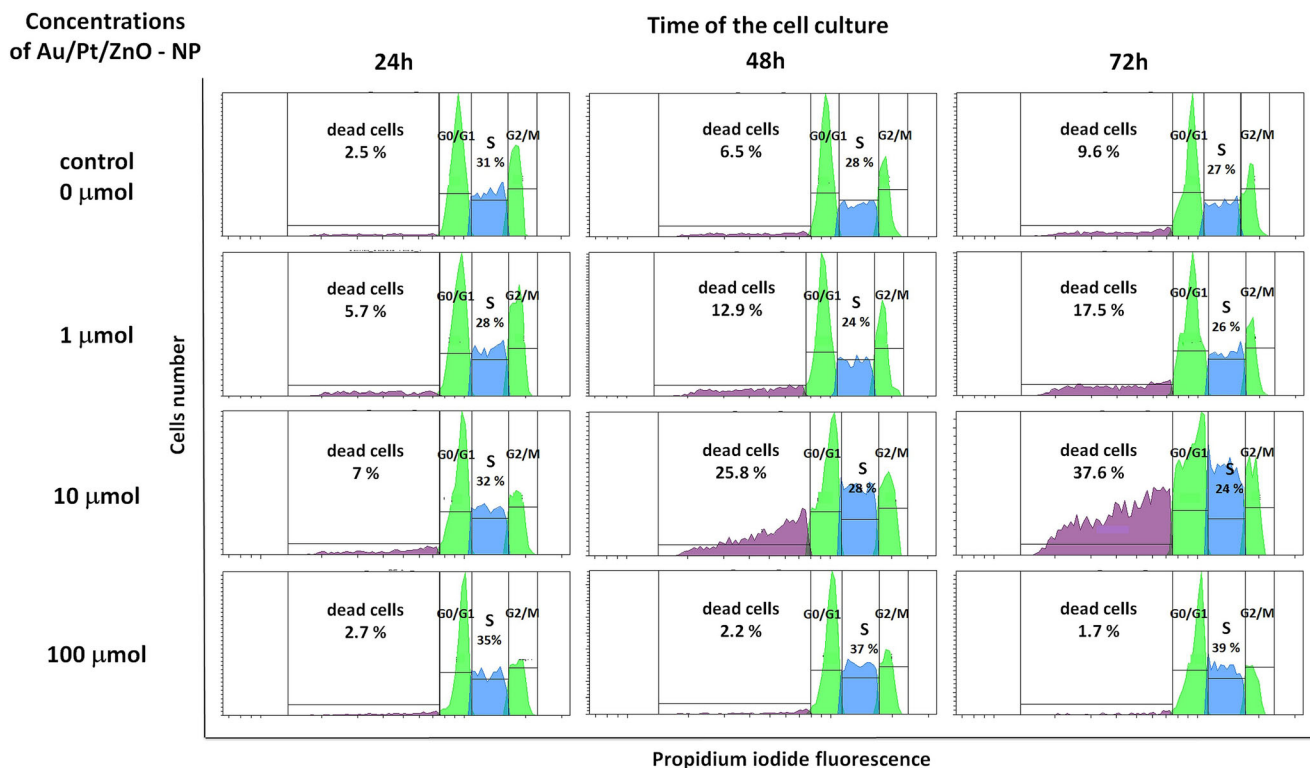 Concentrations
of Au/Pt/ZnO - NP
Time of the cell culture
24h
48h
72h
control
0 μmol
dead cells
2.5 %
G0/G1
S
31 %
G2/M
dead cells
6.5 %
G0/G1
S
28 %
G2/M
dead cells
9.6 %
G0/G1
S
27 %
G2/M
1 μmol
dead cells
5.7 %
G0/G1
S
28 %
G2/M
dead cells
12.9 %
G0/G1
S
24 %
G2/M
dead cells
17.5 %
G0/G1
S
26 %
G2/M
10 μmol
dead cells
7 %
G0/G1
S
32 %
G2/M
dead cells
25.8 %
G0/G1
S
28 %
G2/M
dead cells
37.6 %
G0/G1
S
24 %
G2/M
100 μmol
dead cells
2.7 %
G0/G1
S
35%
G2/M
dead cells
2.2 %
G0/G1
S
37 %
G2/M
dead cells
1.7 %
G0/G1
S
39 %
G2/M
Cells number
Propidium iodide fluorescence